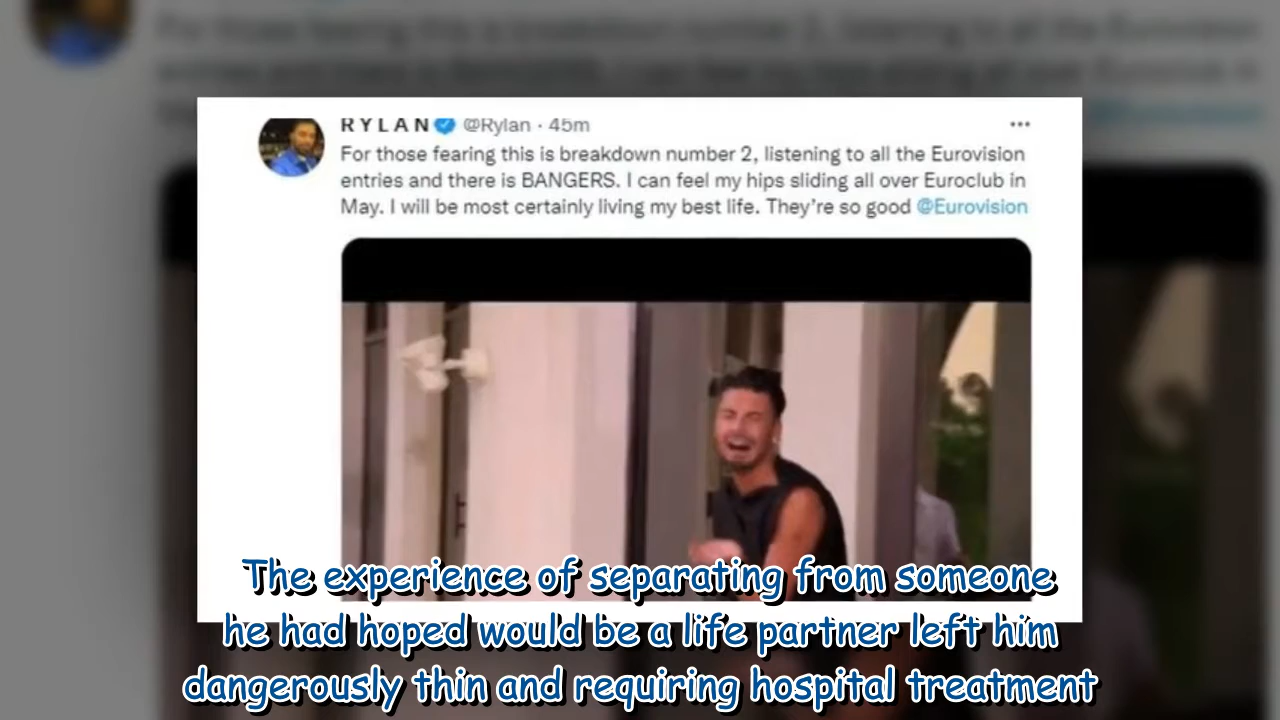 RYLAN @Rylan · 45m
For those fearing this is breakdown number 2, listening to all the Eurovision
entries and there is BANGERS. I can feel my hips sliding all over Euroclub in
May. I will be most certainly living my best life. They're so good @Eurovision
The experience of separating from someone
he had hoped would be a life partner left him
dangerously thin and requiring hospital treatment